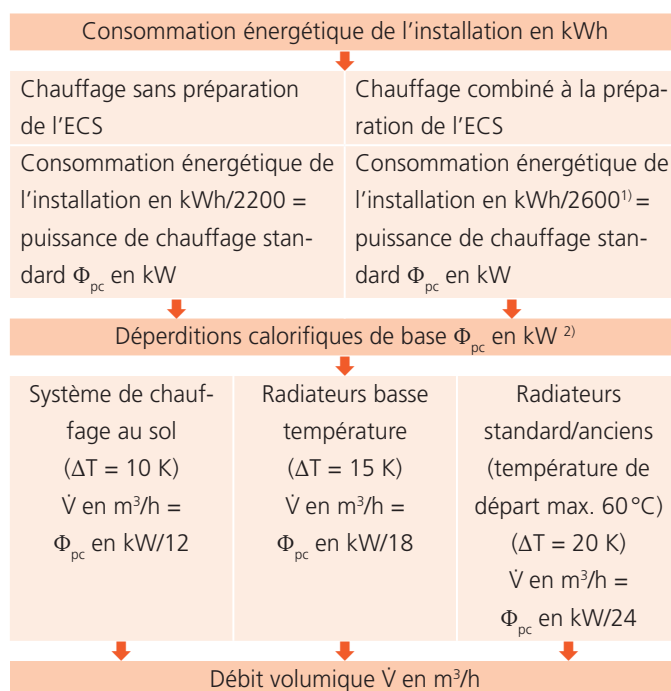 Consommation énergétique de l’installation en kWh
Chauffage sans préparation
de l’ECS
Chauffage combiné à la prépa-
ration de l’ECS
Consommation énergétique de
l’installation en kWh/2200 =
puissance de chauffage stan-
dard Φpc en kW
Consommation énergétique de
l’installation en kWh/2600¹⁾ =
puissance de chauffage stan-
dard Φpc en kW
Déperditions calorifiques de base Φpc en kW ²⁾
Système de chauf-
fage au sol
(ΔT = 10 K)
V̇ en m³/h =
Φpc en kW/12
Radiateurs basse
température
(ΔT = 15 K)
V̇ en m³/h =
Φpc en kW/18
Radiateurs
standard/anciens
(température de
départ max. 60 °C)
(ΔT = 20 K)
V̇ en m³/h =
Φpc en kW/24
Débit volumique V̇ en m³/h